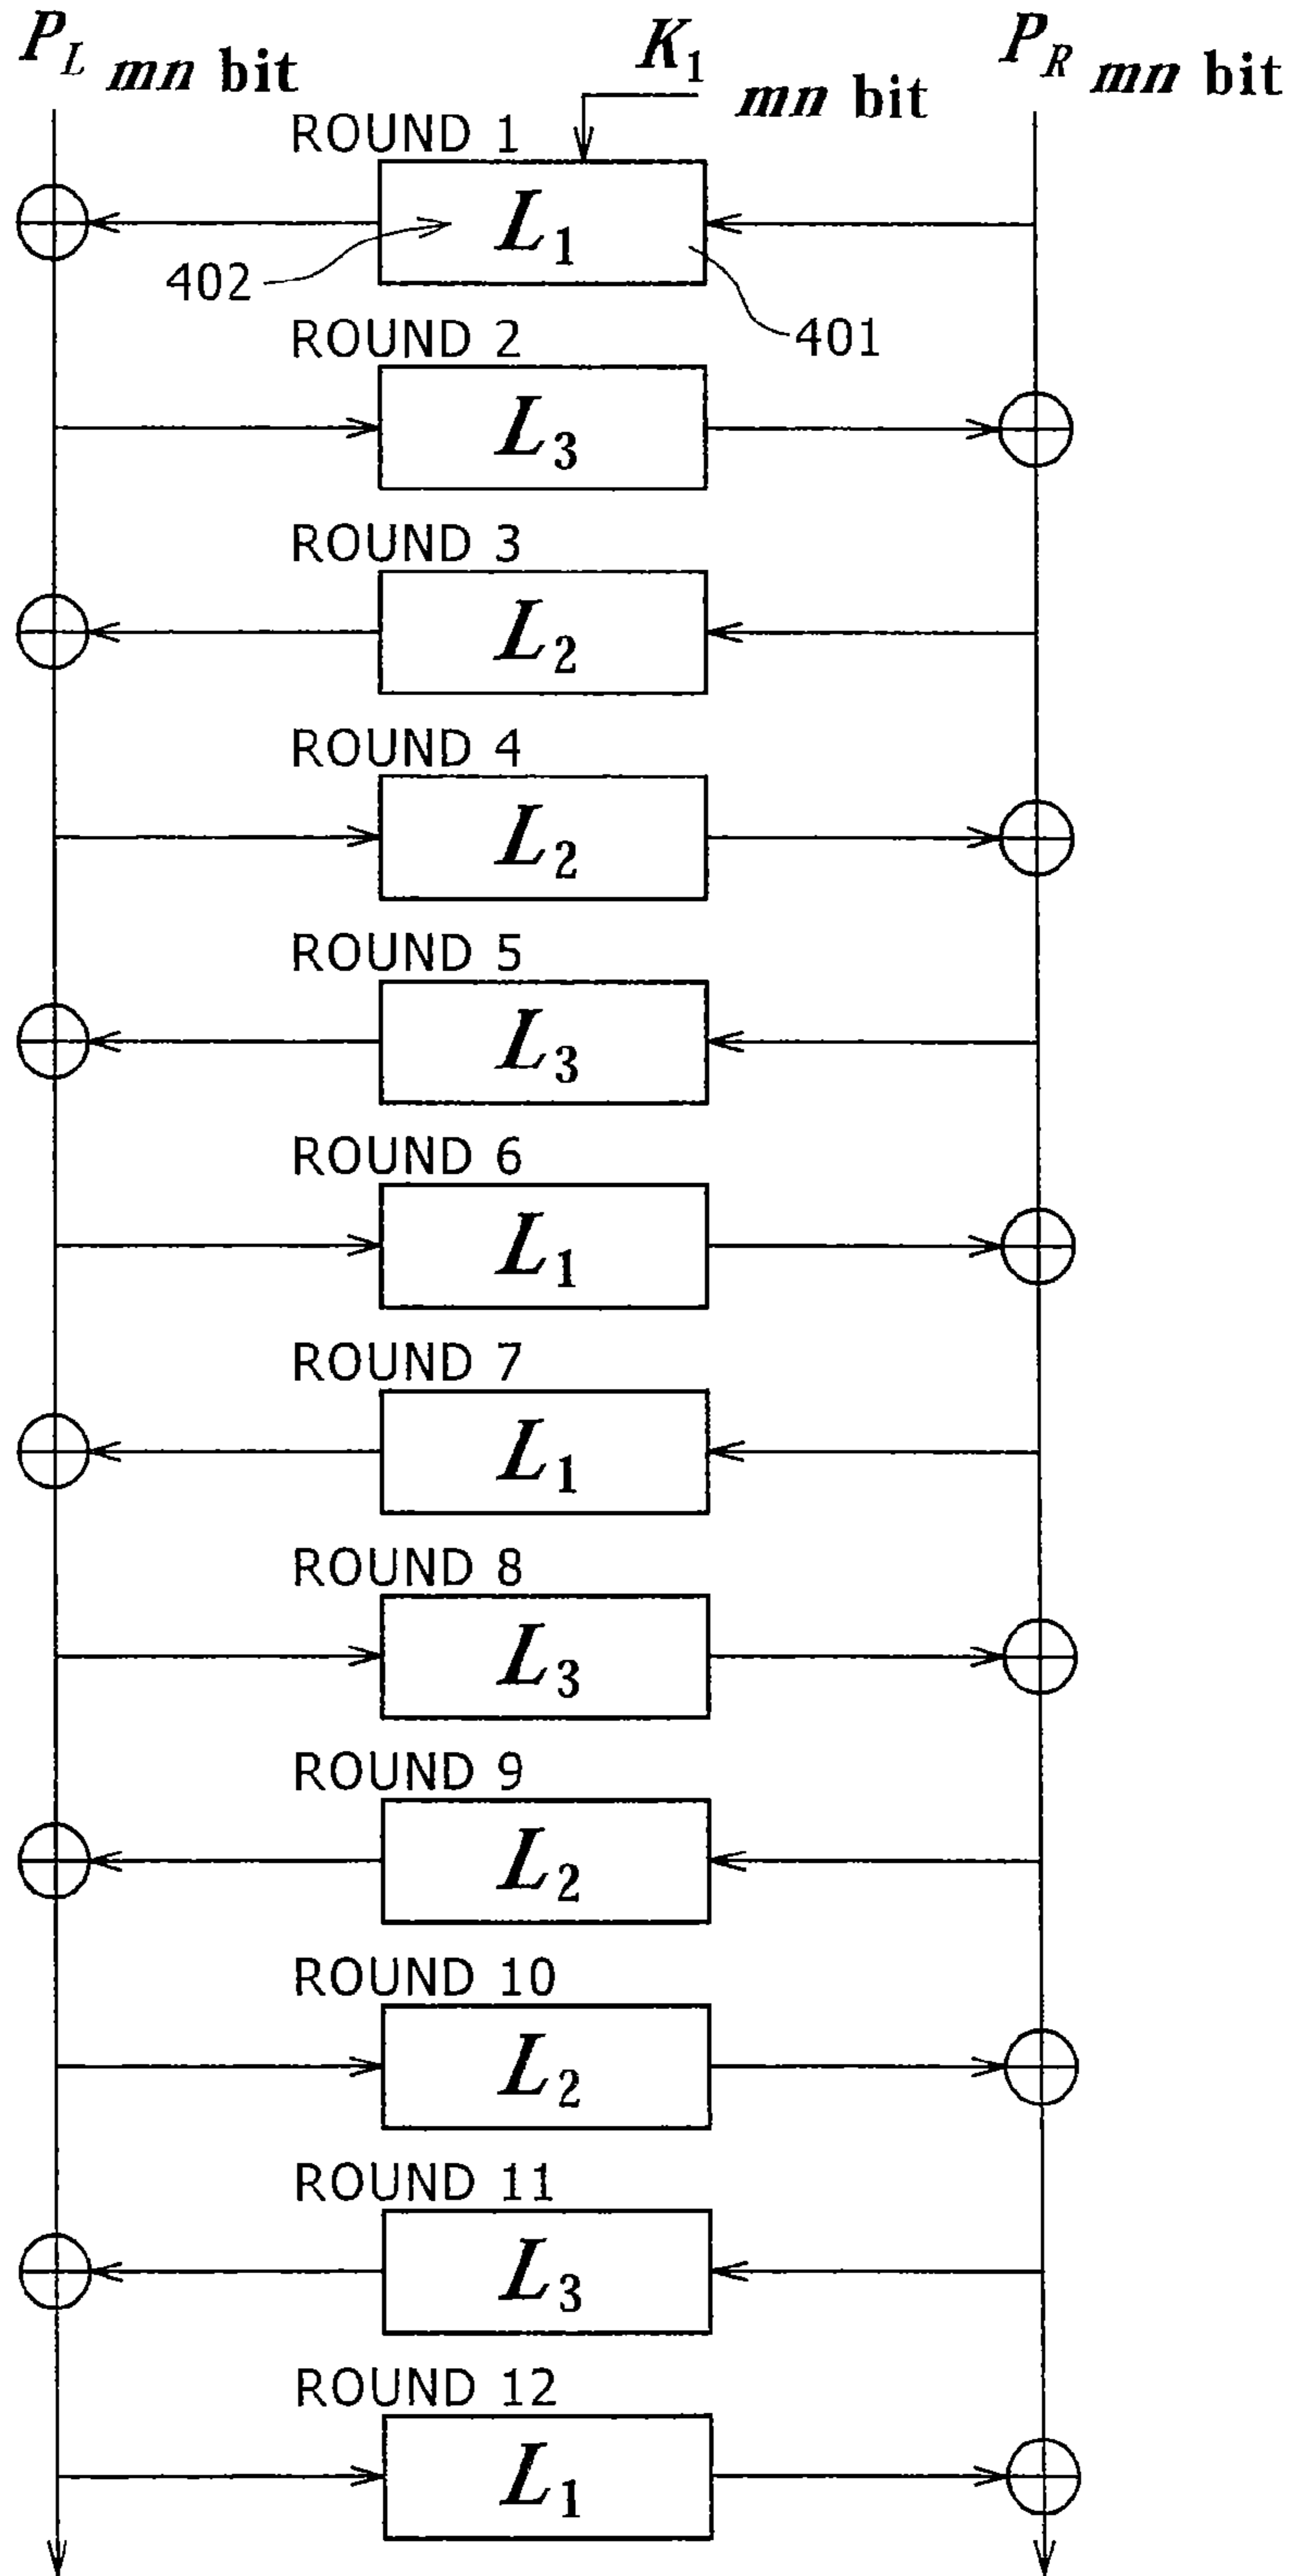 P_L mn bit
K_1 mn bit
P_R mn bit
ROUND 1
L_1
402
401
ROUND 2
L_3
ROUND 3
L_2
ROUND 4
L_2
ROUND 5
L_3
ROUND 6
L_1
ROUND 7
L_1
ROUND 8
L_3
ROUND 9
L_2
ROUND 10
L_2
ROUND 11
L_3
ROUND 12
L_1